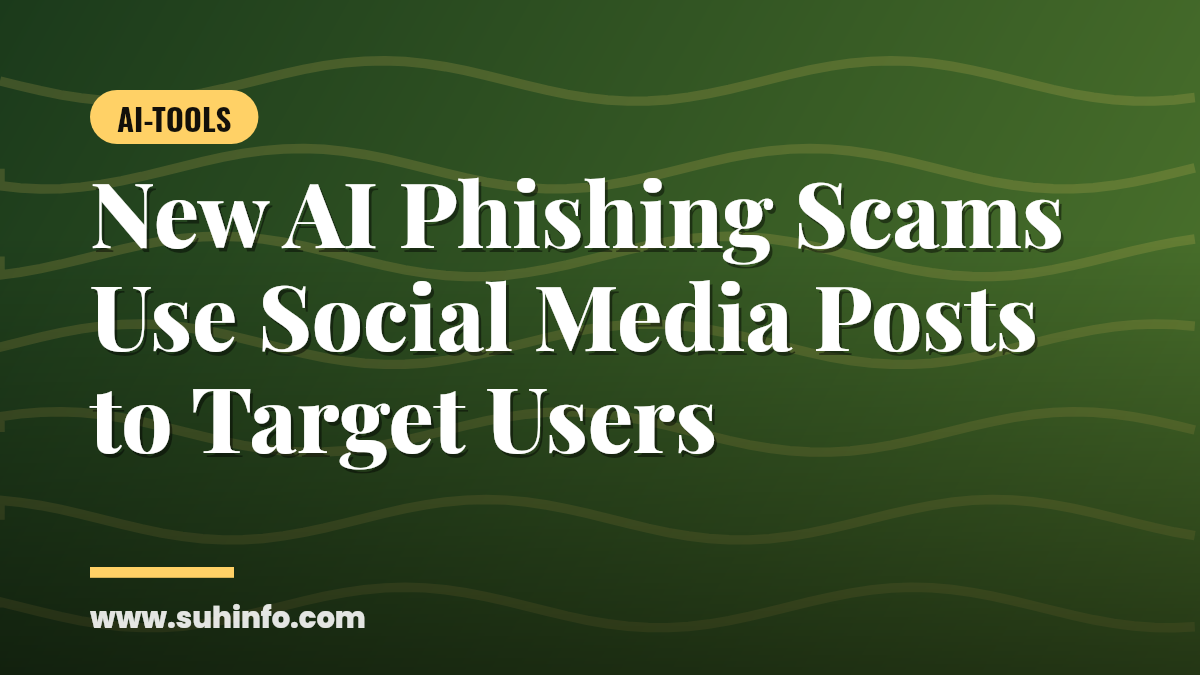 AI-TOOLS
New AI Phishing Scams
Use Social Media Posts
to Target Users
www.suhinfo.com